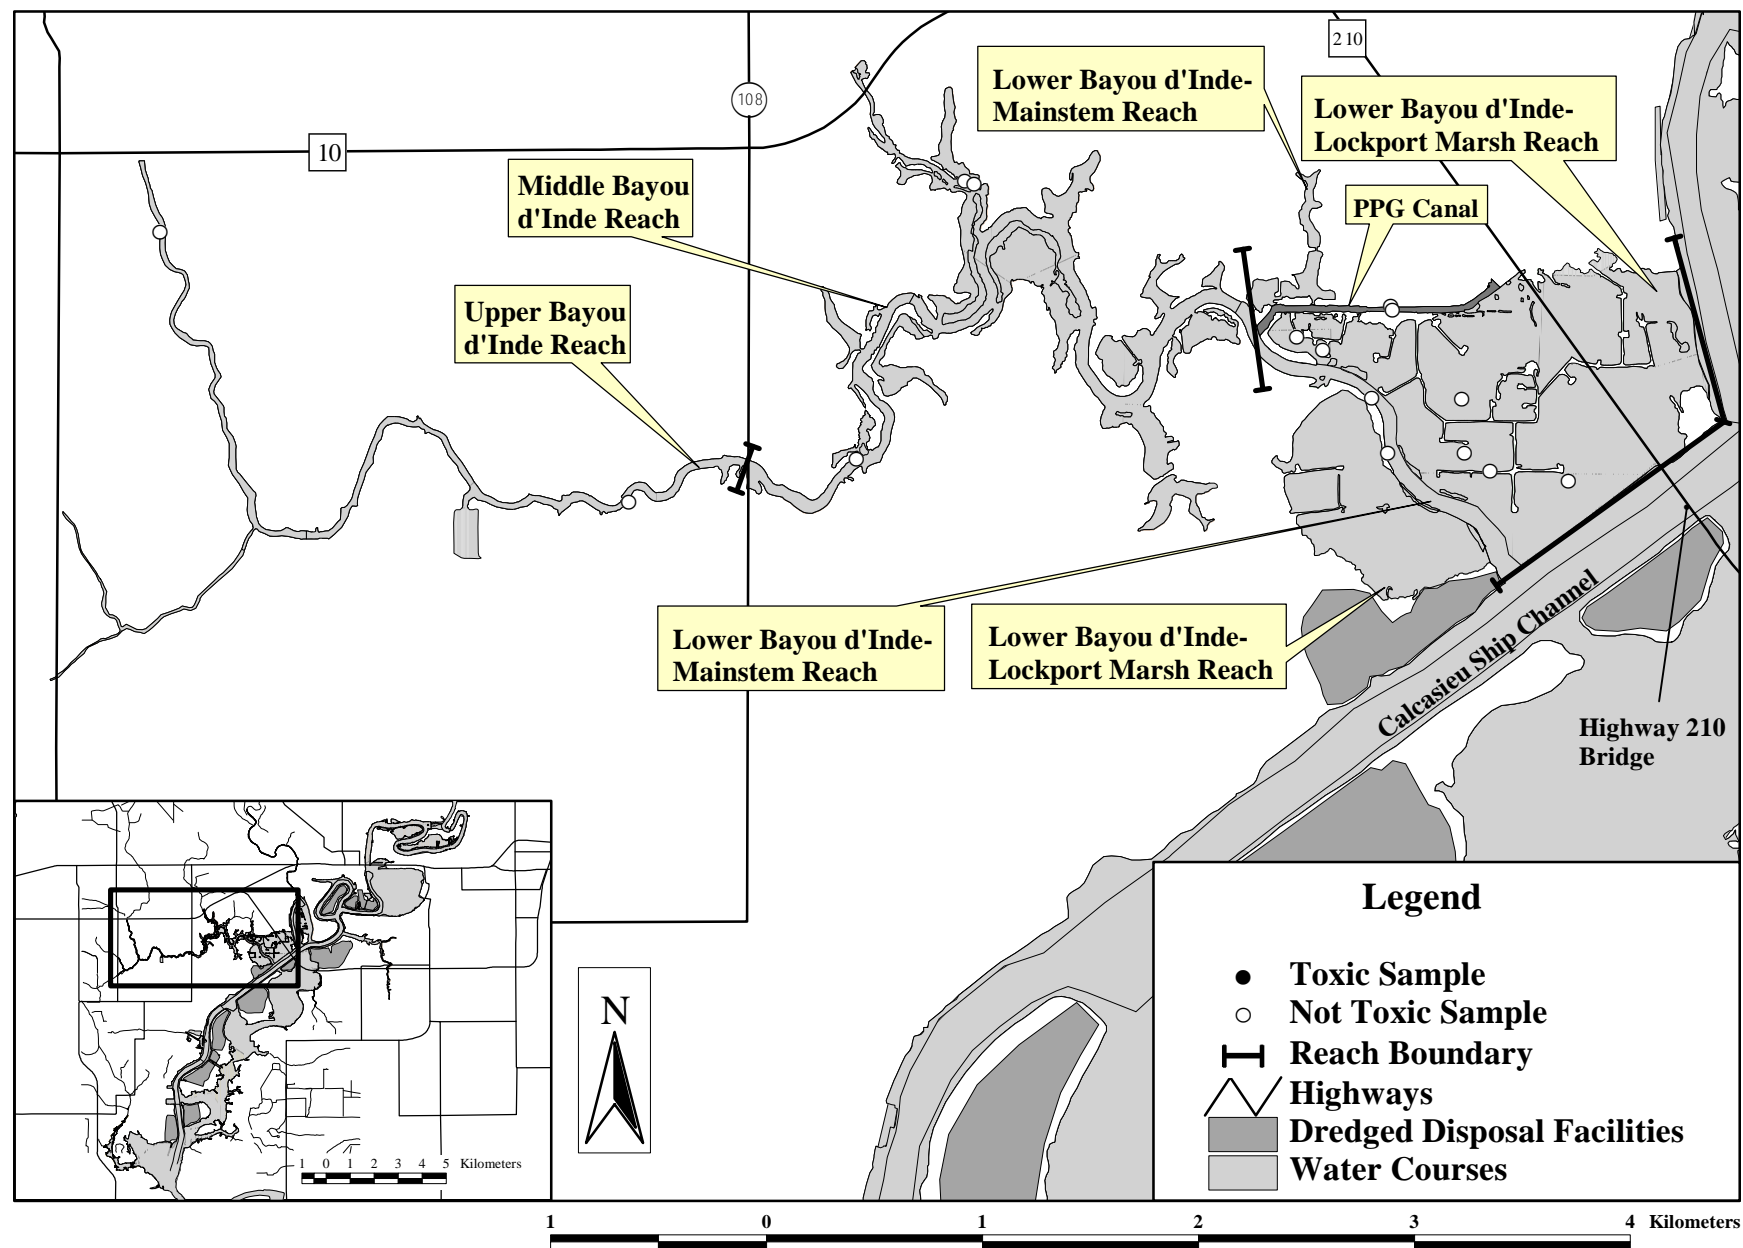 210
Lower Bayou d'Inde-
Mainstem Reach
Lower Bayou d'Inde-
Lockport Marsh Reach
108
10
Middle Bayou
d'Inde Reach
PPG Canal
Upper Bayou
d'Inde Reach
Lower Bayou d'Inde-
Mainstem Reach
Lower Bayou d'Inde-
Lockport Marsh Reach
Calcasieu Ship Channel
Highway 210
Bridge
Legend
Toxic Sample
Not Toxic Sample
Reach Boundary
Highways
Dredged Disposal Facilities
Water Courses
N
1 0 1 2 3 4 5 Kilometers
1 0 1 2 3 4 Kilometers